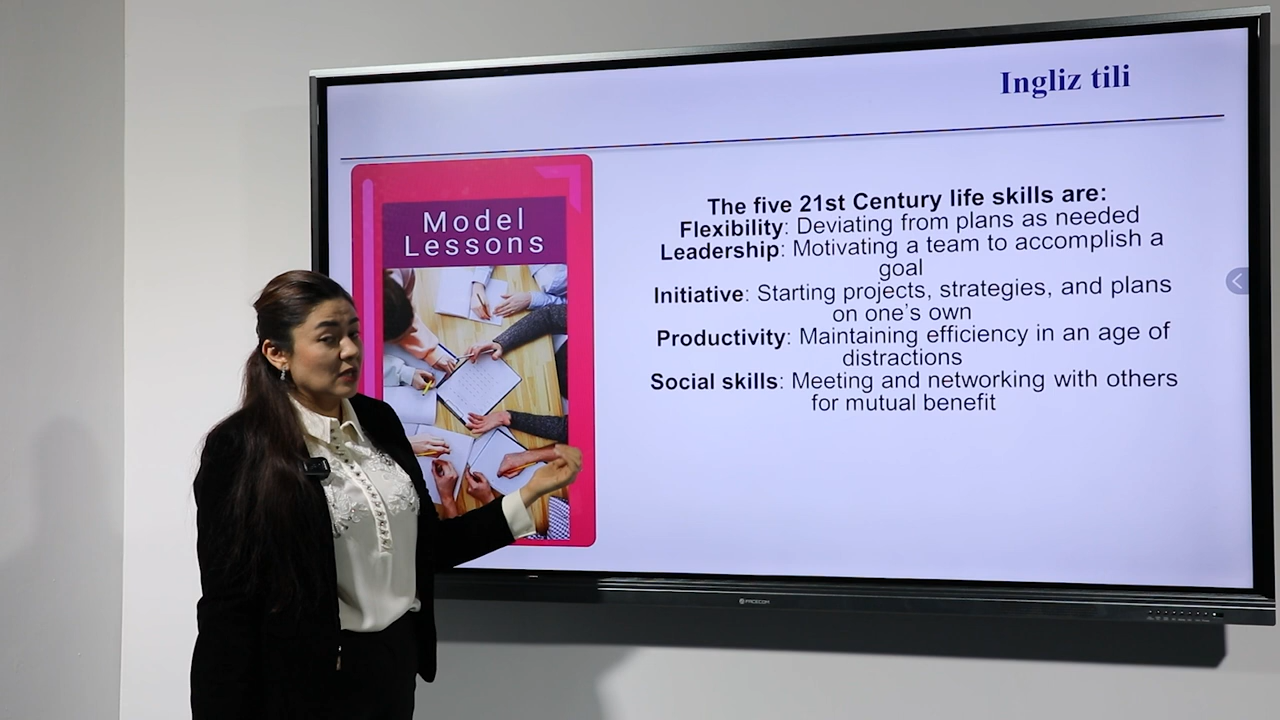 Ingliz tili
Model
Lessons
The five 21st Century life skills are:
Flexibility: Deviating from plans as needed
Leadership: Motivating a team to accomplish a
goal
Initiative: Starting projects, strategies, and plans
on one’s own
Productivity: Maintaining efficiency in an age of
distractions
Social skills: Meeting and networking with others
for mutual benefit